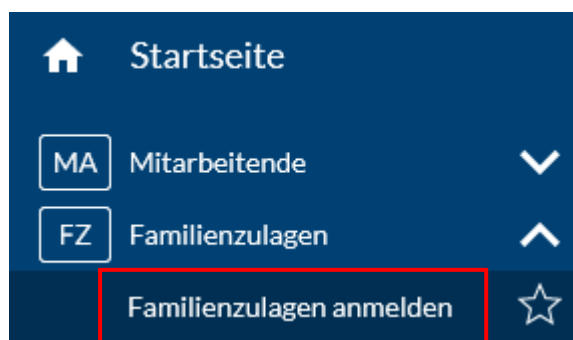 Startseite
MA Mitarbeitende
FZ Familienzulagen
Familienzulagen anmelden